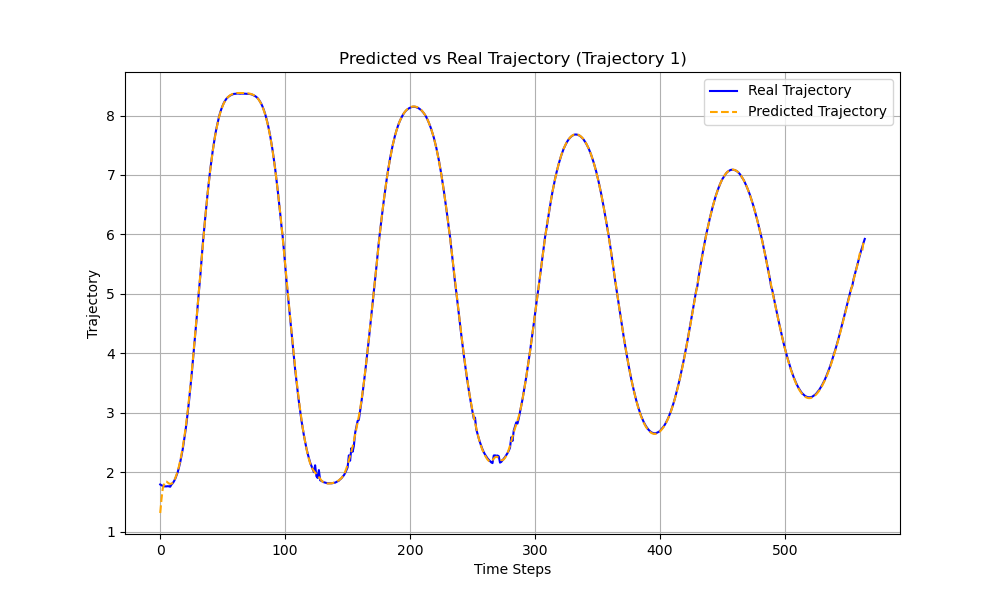 Predicted vs Real Trajectory (Trajectory 1)
Real Trajectory
Predicted Trajectory
8
7
6
5
4
3
2
1
Trajectory
0 100 200 300 400 500
Time Steps